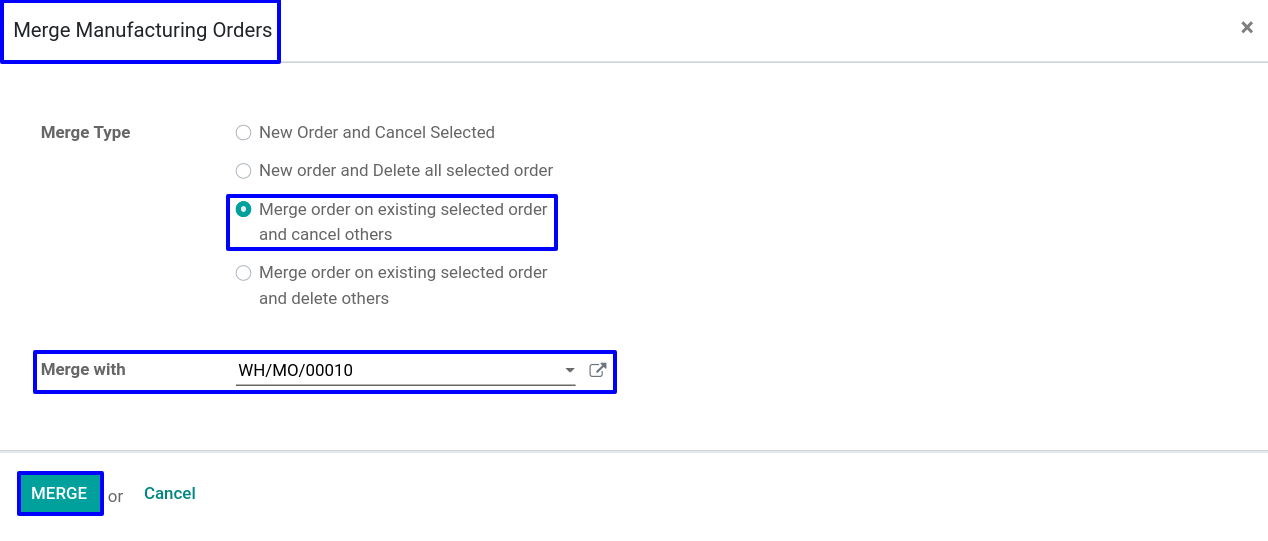 Merge Manufacturing Orders
×
Merge Type
New Order and Cancel Selected
New order and Delete all selected order
Merge order on existing selected order
and cancel others
Merge order on existing selected order
and delete others
Merge with WH/MO/00010
MERGE or Cancel